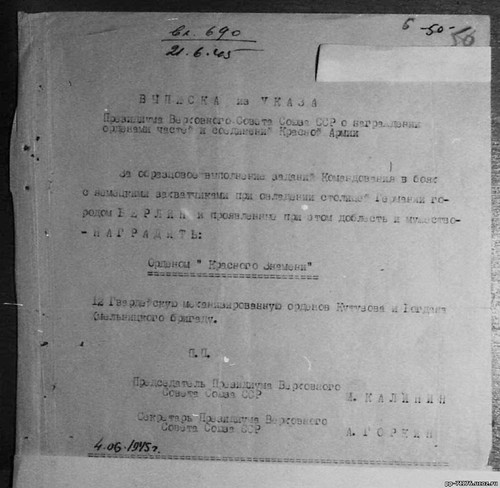 вх. 690
21.6.45
6 -50-
56
ВЫПИСКА из УКАЗА
Президиума Верховного Совета Союза ССР о награждении
орденами частей и соединений Красной Армии
За образцовое выполнение заданий Командования в боях
с немецкими захватчиками при овладении столицей Германии го-
родом БЕРЛИН и проявленные при этом доблесть и мужество-
-НАГРАДИТЬ:
Орденом " Красного Знамени"
12 Гвардейскую механизированную орденов Кутузова и Богдана
Хмельницкого бригаду.
П.П.
Председатель Президиума Верховного
Совета Союза ССР М. КАЛИНИН
Секретарь Президиума Верховного
Совета Союза ССР А. ГОРКИН
4.06.1945г.